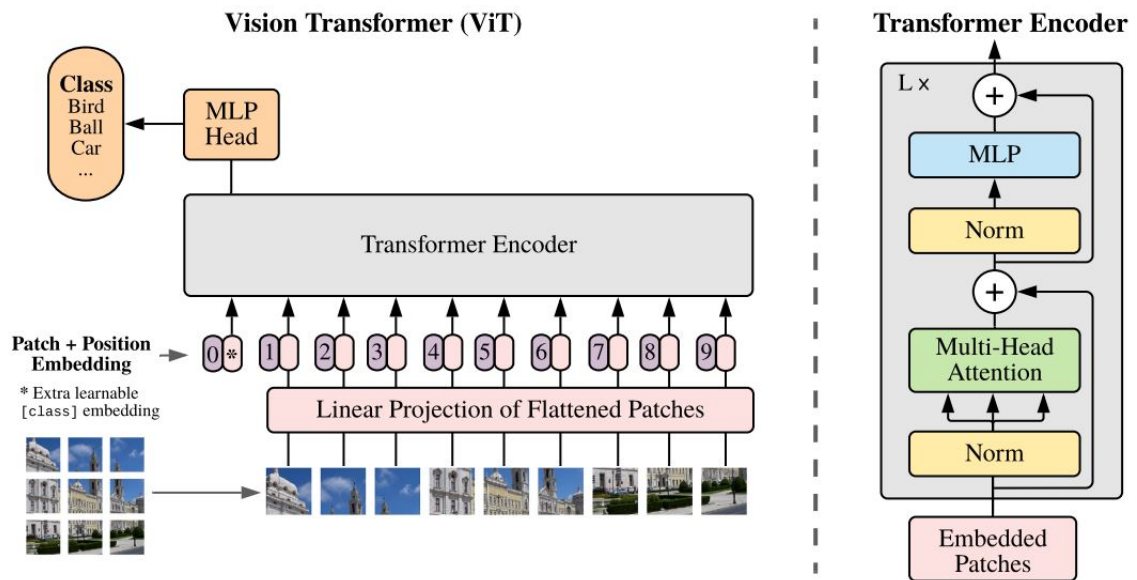 Vision Transformer (ViT)
Class
Bird
Ball
Car
...
MLP
Head
Transformer Encoder
Patch + Position
Embedding
0 * 1 2 3 4 5 6 7 8 9
* Extra learnable
[class] embedding
Linear Projection of Flattened Patches
Transformer Encoder
L x
+
MLP
Norm
+
Multi-Head
Attention
Norm
Embedded
Patches